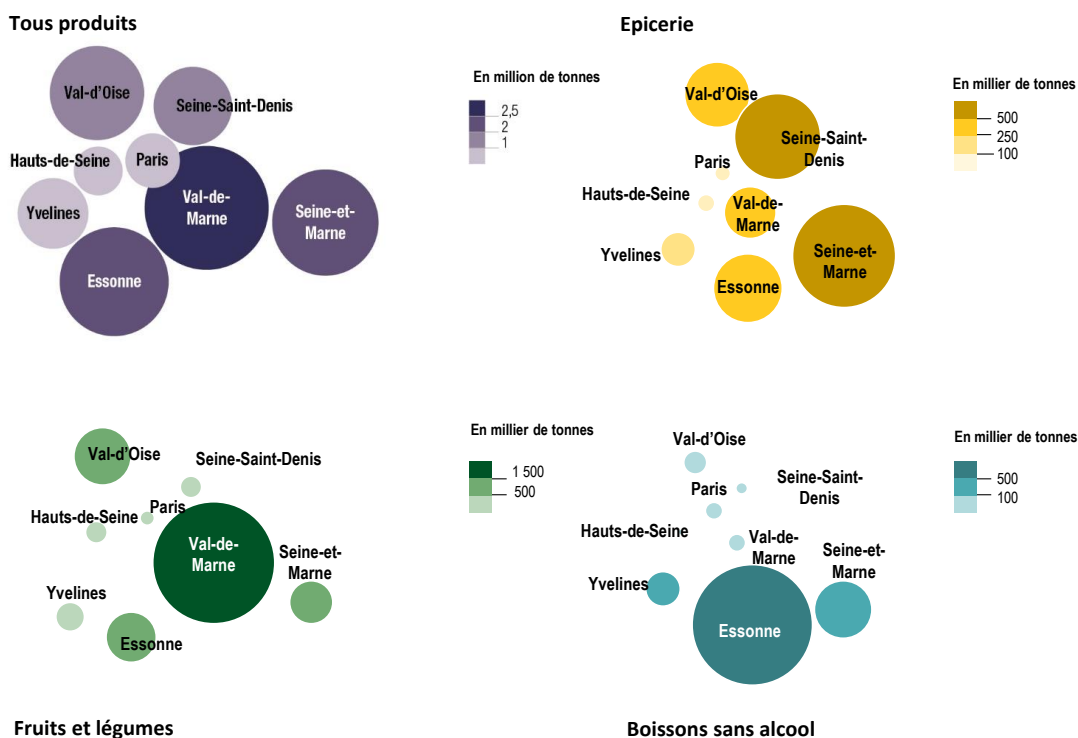 Tous produits
Val-d’Oise
Seine-Saint-Denis
Hauts-de-Seine
Paris
Yvelines
Val-de-
Marne
Seine-et-
Marne
Essonne
En million de tonnes
2,5
2
1
Epicerie
Val-d’Oise
Seine-Saint-
Denis
Paris
Hauts-de-Seine
Val-de-
Marne
Yvelines
Seine-et-
Marne
Essonne
En millier de tonnes
500
250
100
Val-d’Oise
Seine-Saint-Denis
Paris
Hauts-de-Seine
Val-de-
Marne
Seine-et-
Marne
Yvelines
Essonne
En millier de tonnes
1 500
500
Fruits et légumes
Val-d’Oise
Seine-Saint-
Denis
Paris
Hauts-de-Seine
Val-de-
Marne
Seine-et-
Marne
Yvelines
Essonne
En millier de tonnes
500
100
Boissons sans alcool